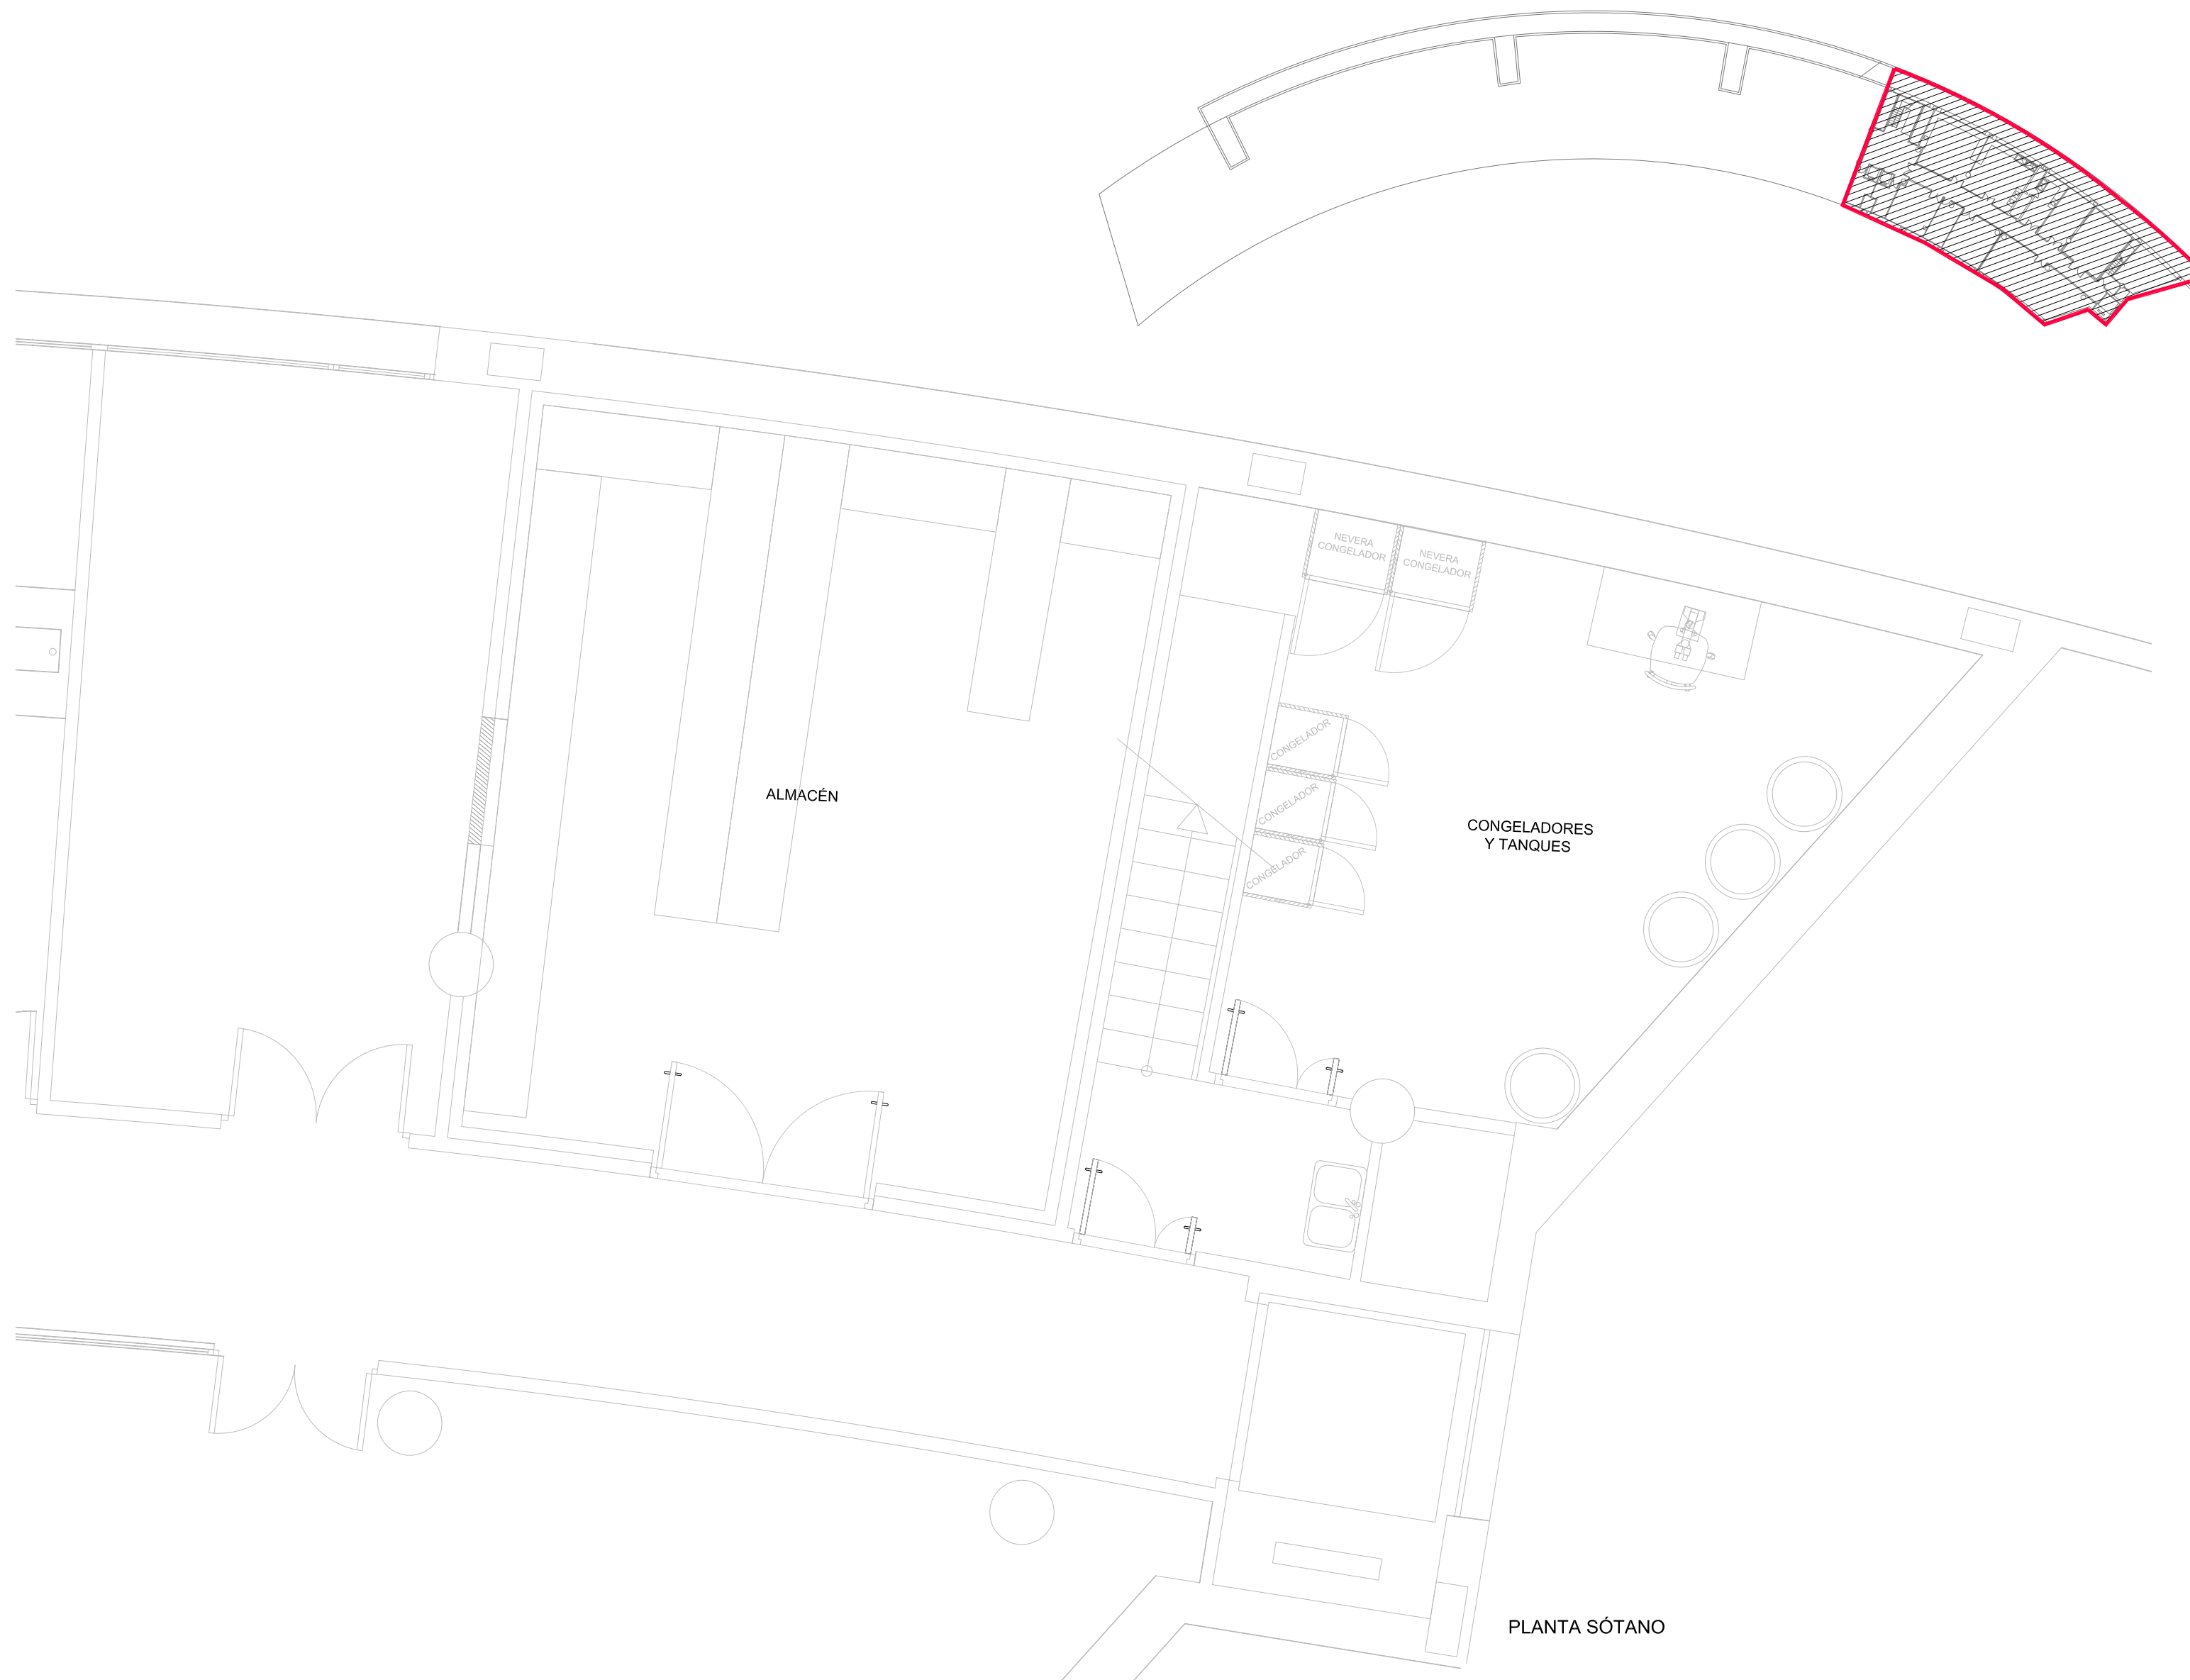 NEVERA
CONGELADOR
NEVERA
CONGELADOR
CONGELADOR
CONGELADOR
CONGELADOR
ALMACÉN
CONGELADORES
Y TANQUES
PLANTA SÓTANO